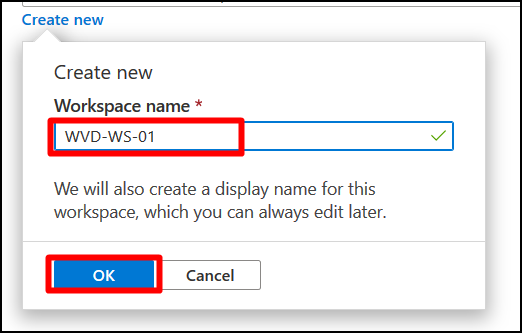 Create new
Create new
Workspace name *
WVD-WS-01
We will also create a display name for this
workspace, which you can always edit later.
OK
Cancel